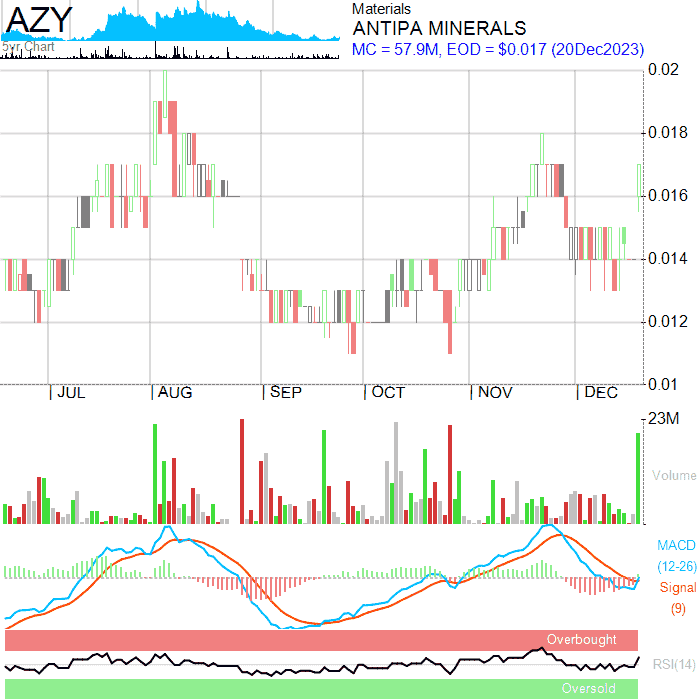 AZY
5yr Chart
Materials
ANTIPA MINERALS
MC = 57.9M, EOD = $0.017 (20Dec2023)
0.02
0.018
0.016
0.014
0.012
0.01
| JUL | AUG | SEP | OCT | NOV | DEC
23M
Volume
MACD
(12-26)
Signal
(9)
Overbought
RSI(14)
Oversold